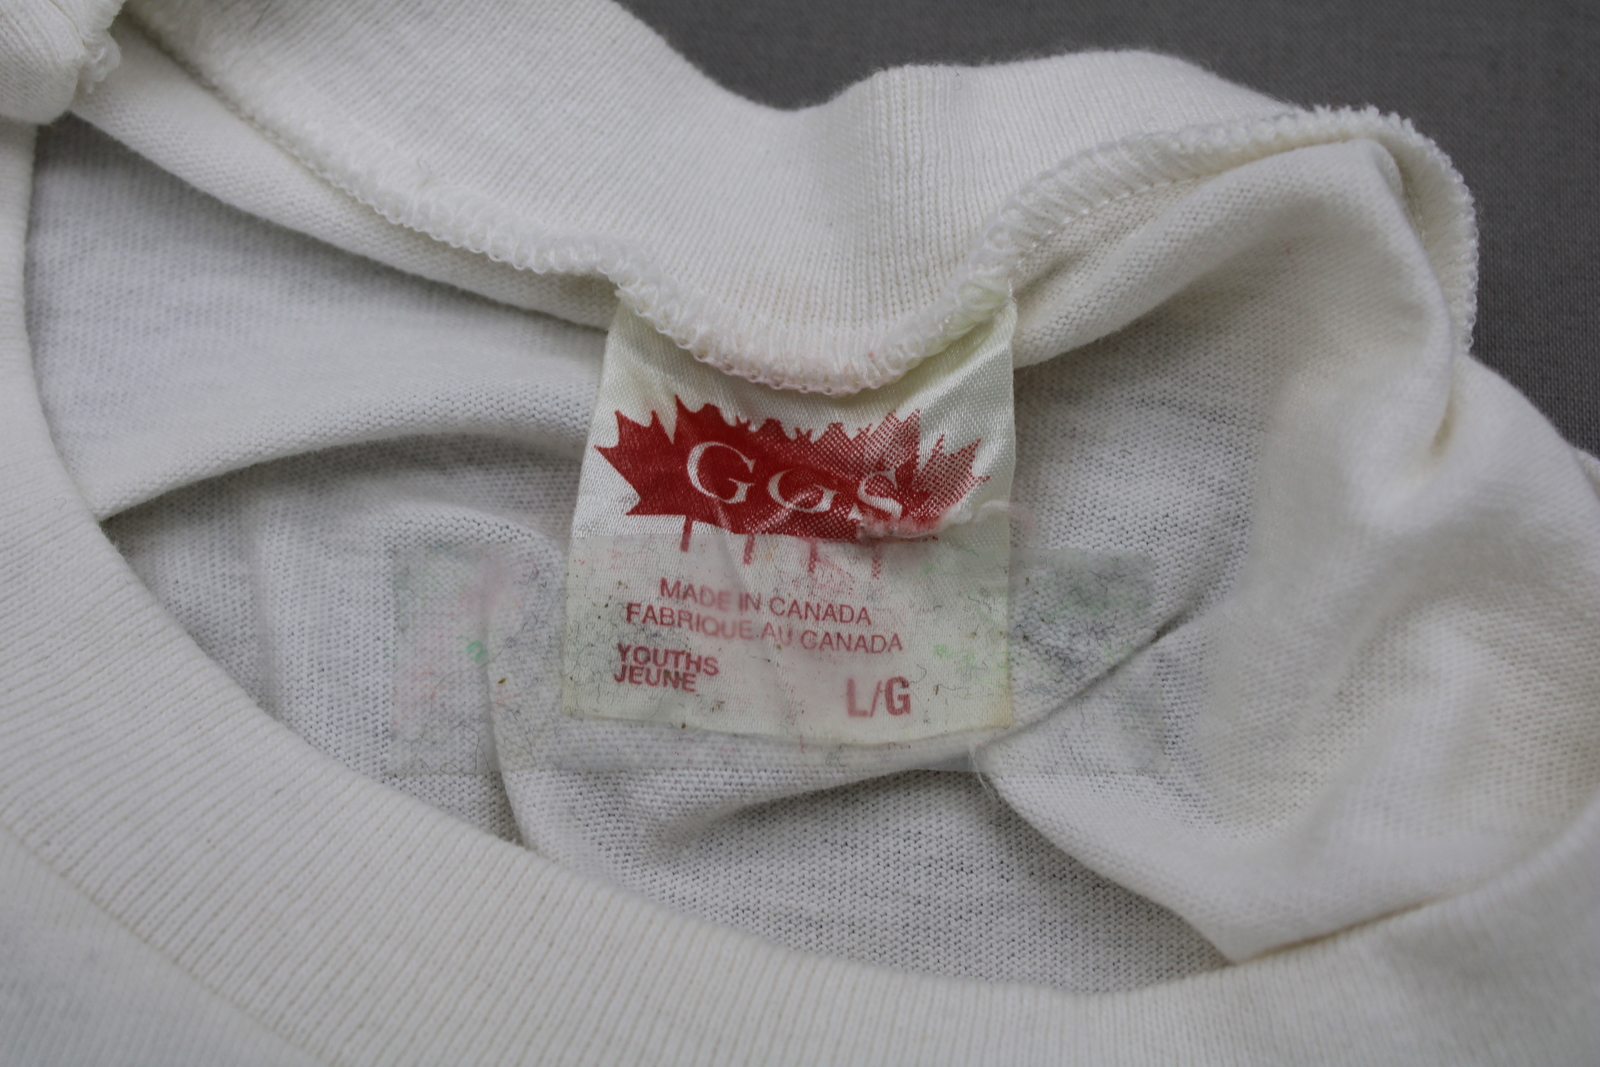 GGS
MADE IN CANADA
FABRIQUE AU CANADA
YOUTHS
JEUNE
L/G